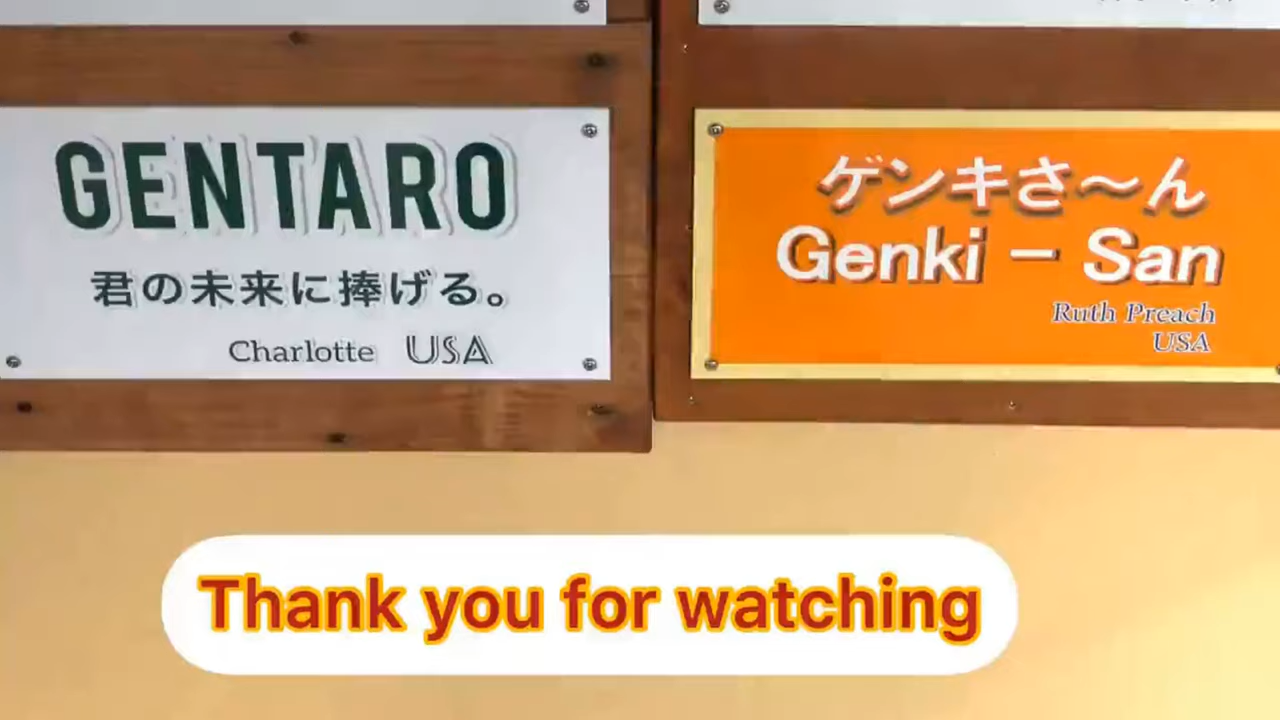 GENTARO
君の未来に捧げる。
Charlotte USA
ゲンキさ〜ん
Genki – San
Ruth Preach
USA
Thank you for watching